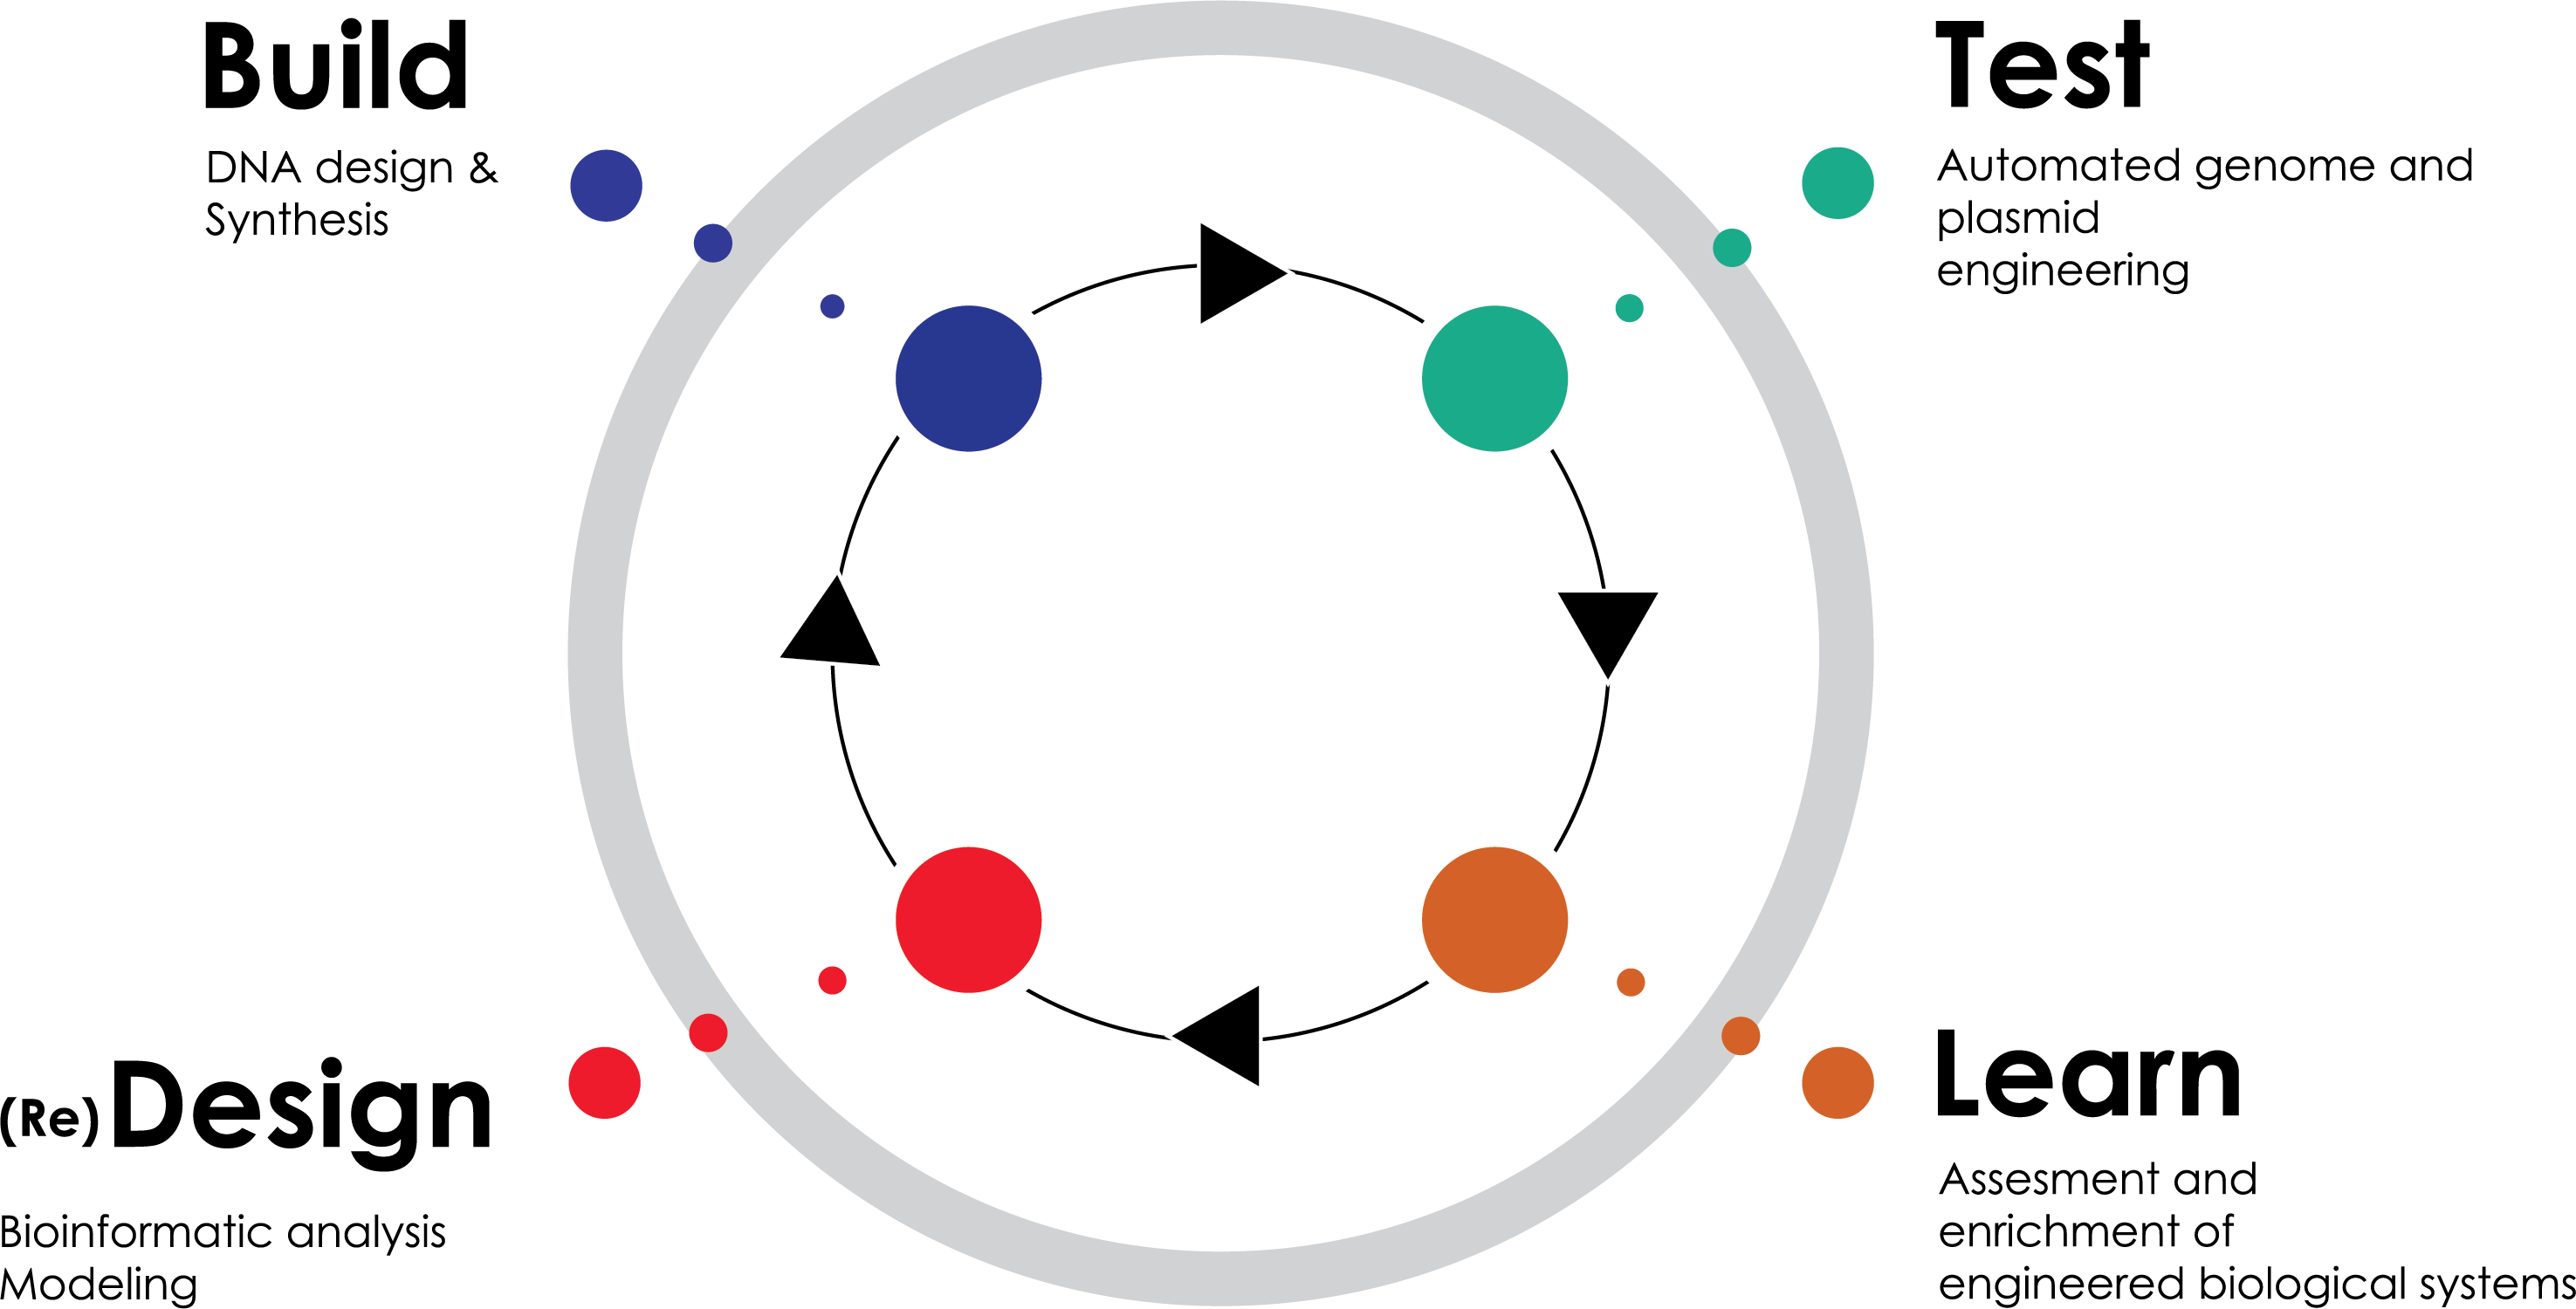 Build
DNA design &
Synthesis
Test
Automated genome and
plasmid
engineering
(Re)Design
Bioinformatic analysis
Modeling
Learn
Assesment and
enrichment of
engineered biological systems